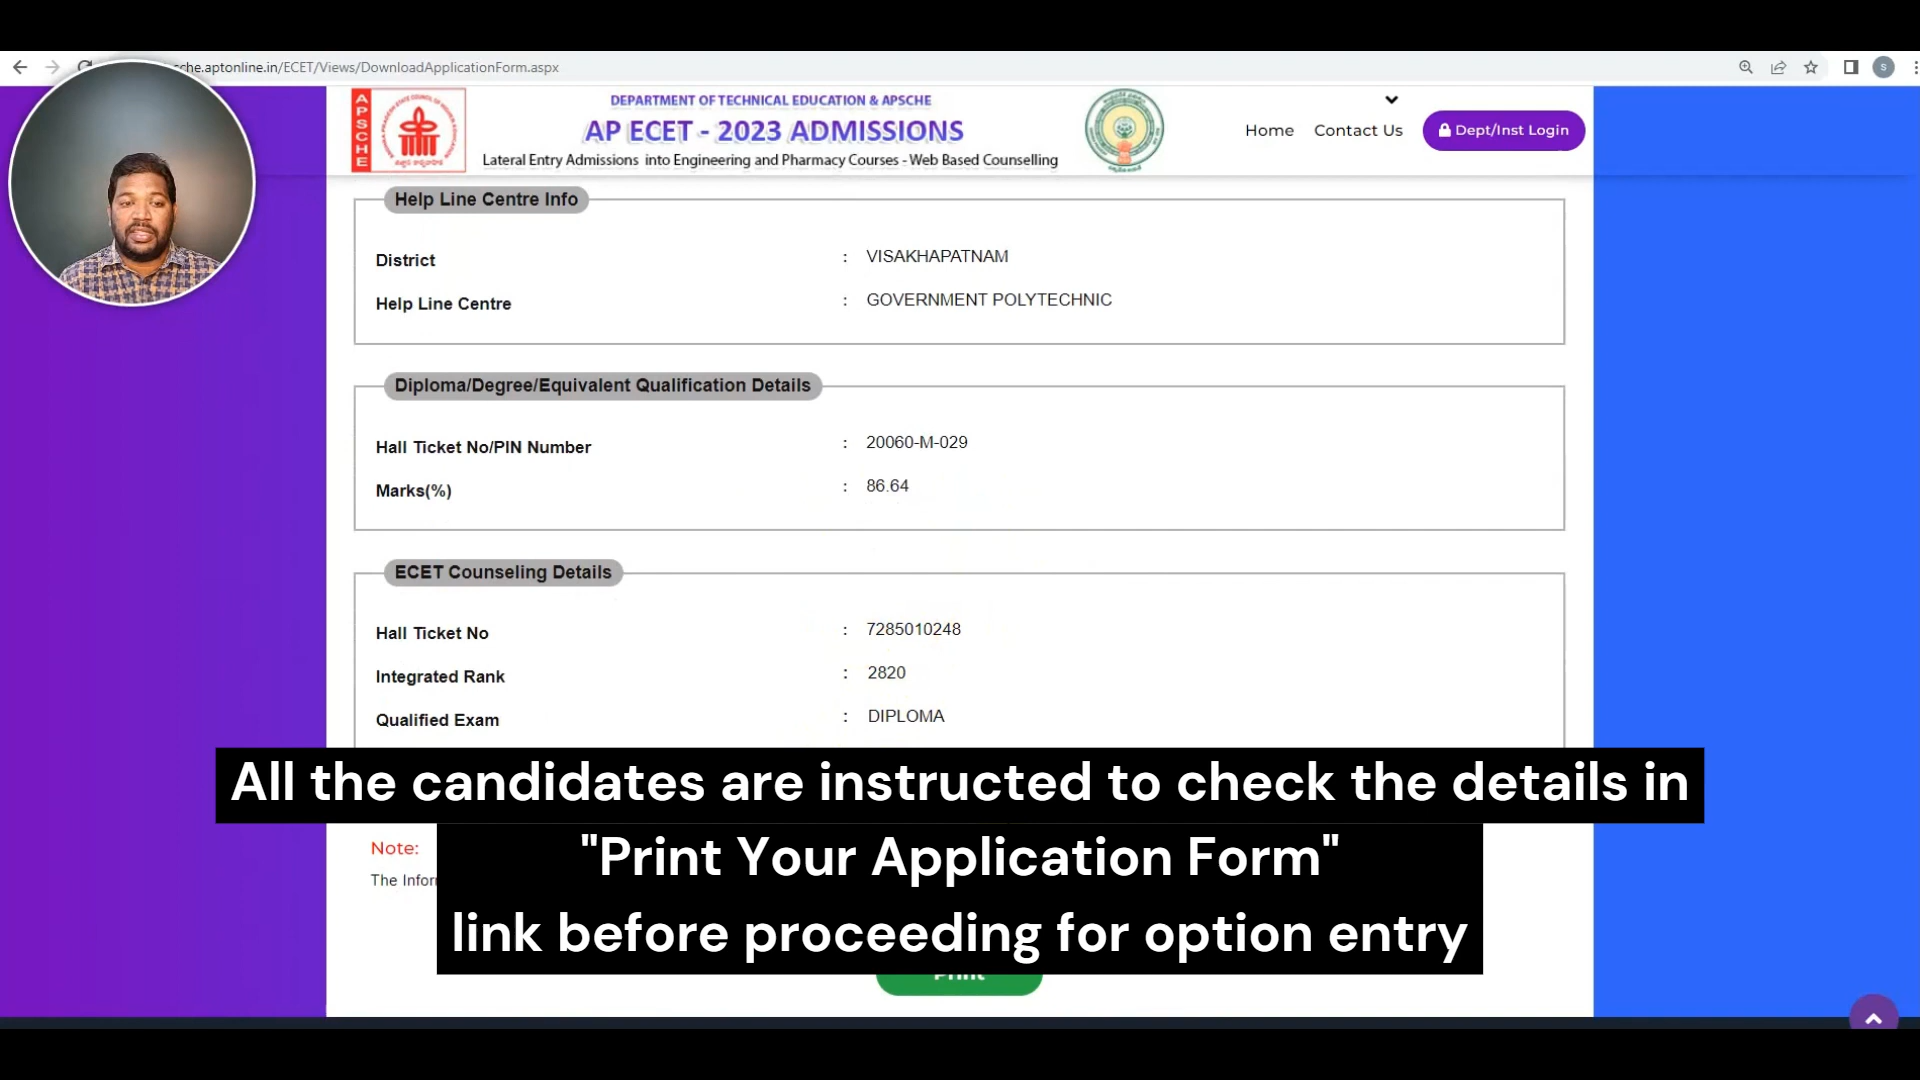 che.aptonline.in/ECET/Views/DownloadApplicationForm.aspx
S
APSCHE
DEPARTMENT OF TECHNICAL EDUCATION & APSCHE
AP ECET - 2023 ADMISSIONS
Lateral Entry Admissions into Engineering and Pharmacy Courses - Web Based Counselling
Home
Contact Us
Dept/Inst Login
Help Line Centre Info
District : VISAKHAPATNAM
Help Line Centre : GOVERNMENT POLYTECHNIC
Diploma/Degree/Equivalent Qualification Details
Hall Ticket No/PIN Number : 20060-M-029
Marks(%) : 86.64
ECET Counseling Details
Hall Ticket No : 7285010248
Integrated Rank : 2820
Qualified Exam : DIPLOMA
All the candidates are instructed to check the details in
"Print Your Application Form"
link before proceeding for option entry
Note:
The Infor
Print